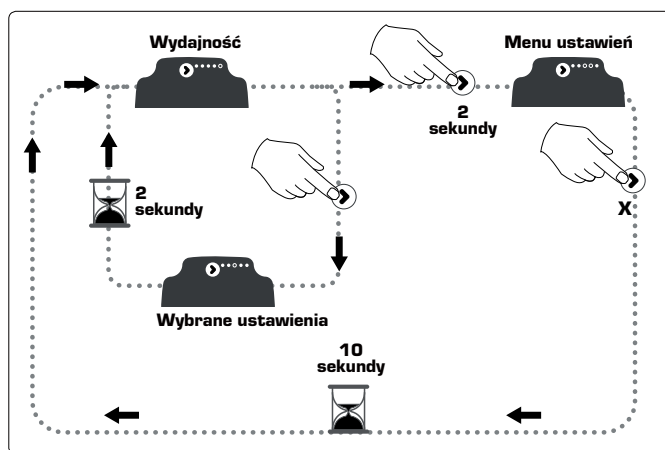 Wydajność
Menu ustawień
2
sekundy
X
2
sekundy
Wybrane ustawienia
10
sekundy